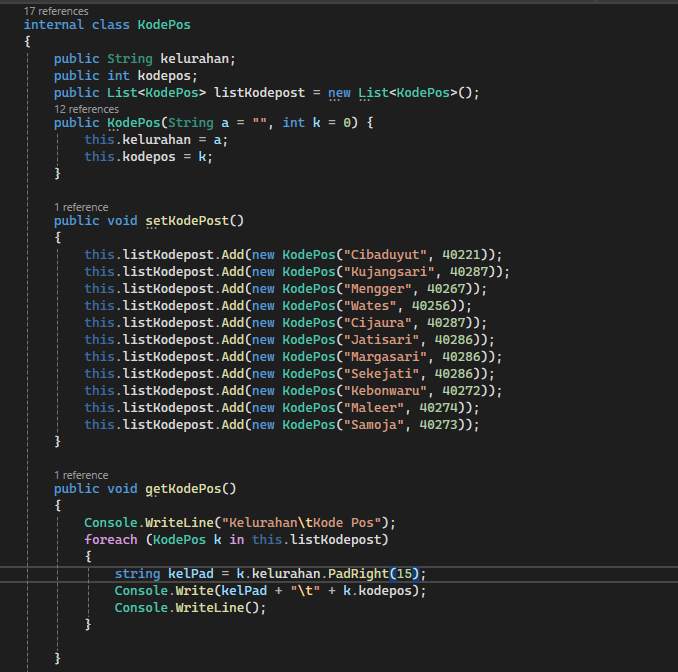 17 references
internal class KodePos
{
public String kelurahan;
public int kodepos;
public List<KodePos> listKodepost = new List<KodePos>();
12 references
public KodePos(String a = "", int k = 0) {
this.kelurahan = a;
this.kodepos = k;
}
1 reference
public void setKodePost()
{
this.listKodepost.Add(new KodePos("Cibaduyut", 40221));
this.listKodepost.Add(new KodePos("Kujangsari", 40287));
this.listKodepost.Add(new KodePos("Mengger", 40267));
this.listKodepost.Add(new KodePos("Wates", 40256));
this.listKodepost.Add(new KodePos("Cijaura", 40287));
this.listKodepost.Add(new KodePos("Jatisari", 40286));
this.listKodepost.Add(new KodePos("Margasari", 40286));
this.listKodepost.Add(new KodePos("Sekejati", 40286));
this.listKodepost.Add(new KodePos("Kebonwaru", 40272));
this.listKodepost.Add(new KodePos("Maleer", 40274));
this.listKodepost.Add(new KodePos("Samoja", 40273));
}
1 reference
public void getKodePos()
{
Console.WriteLine("Kelurahan\tKode Pos");
foreach (KodePos k in this.listKodepost)
{
string kelPad = k.kelurahan.PadRight(15);
Console.Write(kelPad + "\t" + k.kodepos);
Console.WriteLine();
}
}